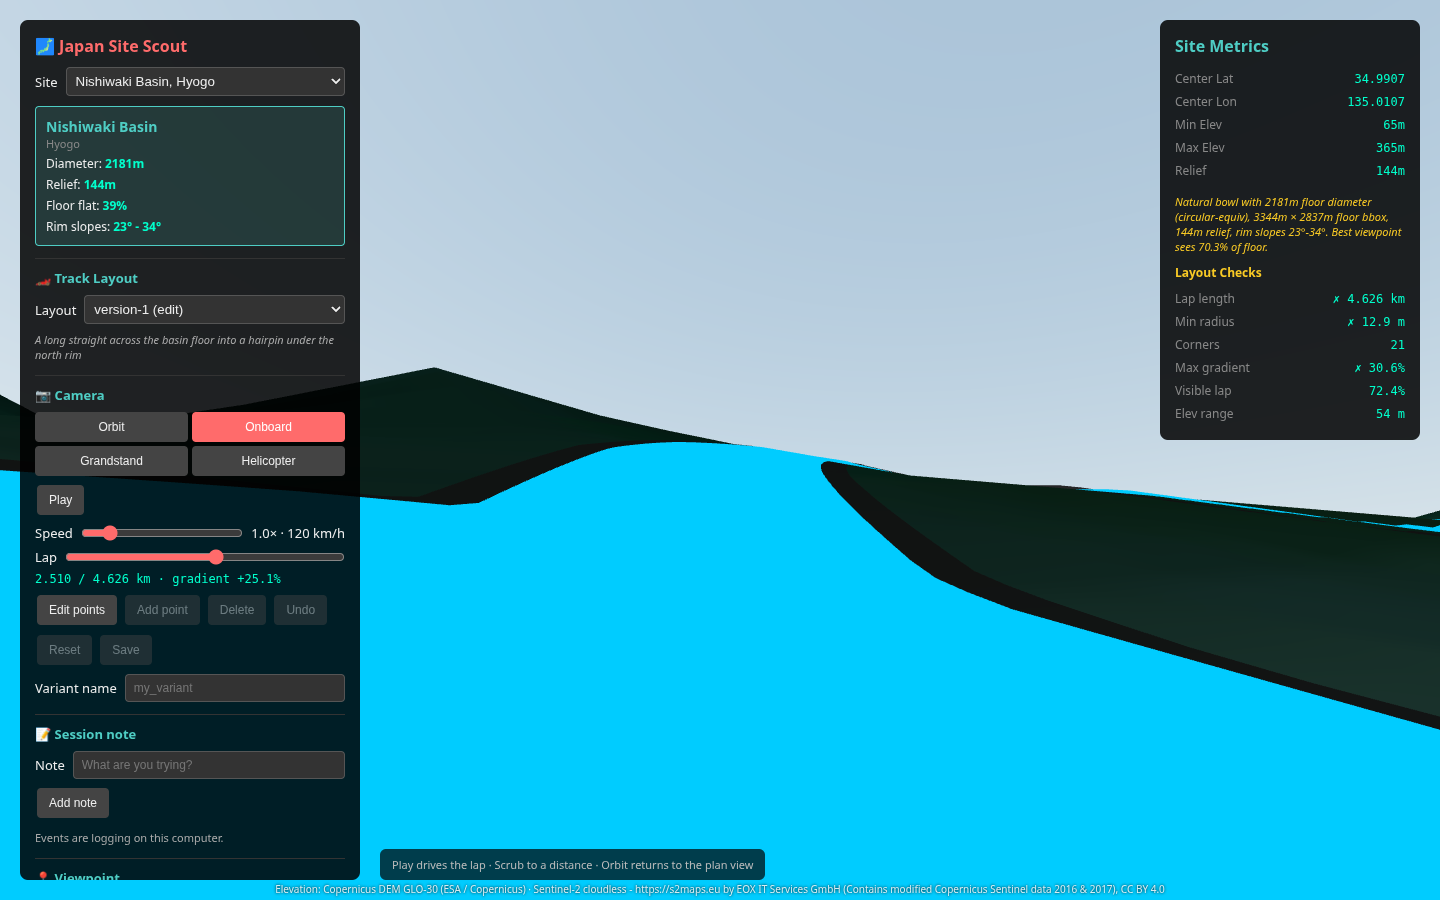 Japan Site Scout
Site Nishiwaki Basin, Hyogo
Nishiwaki Basin
Hyogo
Diameter: 2181m
Relief: 144m
Floor flat: 39%
Rim slopes: 23° - 34°
Track Layout
Layout version-1 (edit)
A long straight across the basin floor into a hairpin under the
north rim
Camera
Orbit Onboard
Grandstand Helicopter
Play
Speed 1.0× · 120 km/h
Lap
2.510 / 4.626 km · gradient +25.1%
Edit points Add point Delete Undo
Reset Save
Variant name my_variant
Session note
Note What are you trying?
Add note
Events are logging on this computer.
Viewpoint
Site Metrics
Center Lat 34.9907
Center Lon 135.0107
Min Elev 65m
Max Elev 365m
Relief 144m
Natural bowl with 2181m floor diameter
(circular-equiv), 3344m × 2837m floor bbox,
144m relief, rim slopes 23°-34°. Best viewpoint
sees 70.3% of floor.
Layout Checks
Lap length ✗ 4.626 km
Min radius ✗ 12.9 m
Corners 21
Max gradient ✗ 30.6%
Visible lap 72.4%
Elev range 54 m
Play drives the lap · Scrub to a distance · Orbit returns to the plan view
Elevation: Copernicus DEM GLO-30 (ESA / Copernicus) · Sentinel-2 cloudless - https://s2maps.eu by EOX IT Services GmbH (Contains modified Copernicus Sentinel data 2016 & 2017), CC BY 4.0